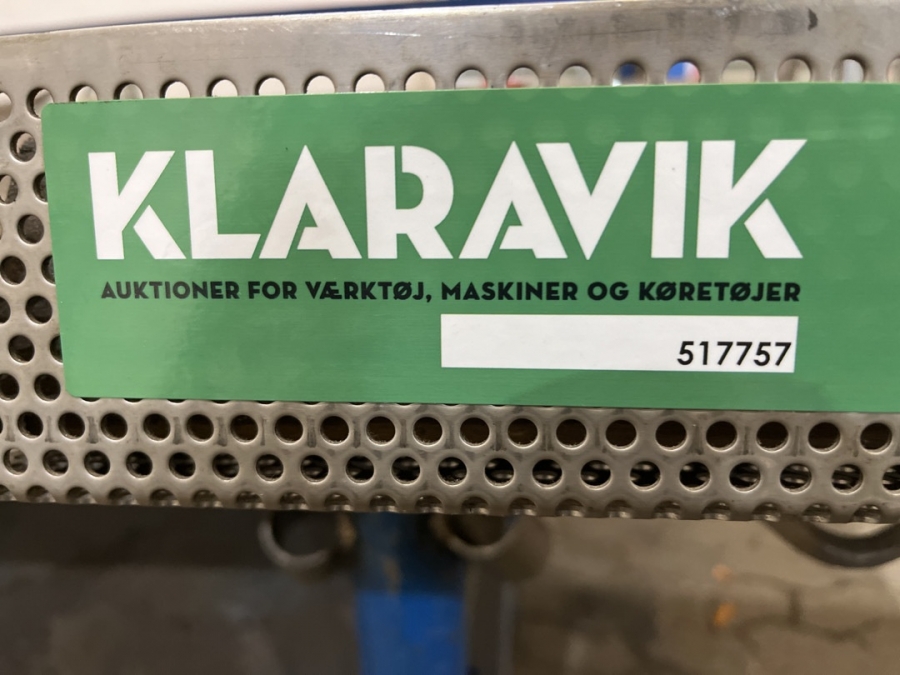 KLARAVIK
AUKTIONER FOR VÆRKTØJ, MASKINER OG KØRETØJER
517757